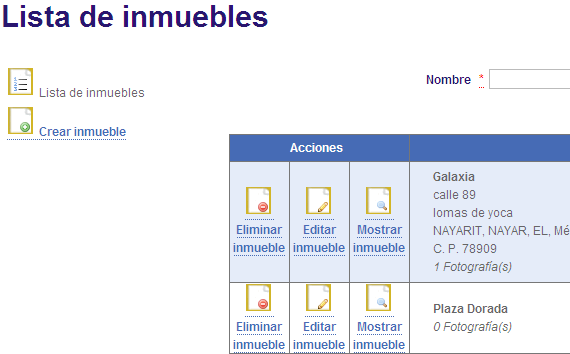 Lista de inmuebles
Lista de inmuebles
Crear inmueble
Nombre *
Acciones
Eliminar inmueble
Editar inmueble
Mostrar inmueble
Galaxia
calle 89
lomas de yoca
NAYARIT, NAYAR, EL, Mé
C. P. 78909
1 Fotografía(s)
Eliminar inmueble
Editar inmueble
Mostrar inmueble
Plaza Dorada
0 Fotografía(s)